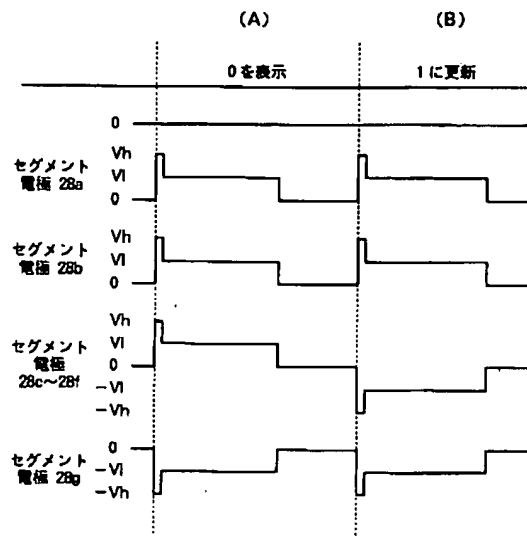 (A) (B)
0を表示 1に更新
0
セグメント
電極 28a
Vh
Vl
0
セグメント
電極 28b
Vh
Vl
0
セグメント
電極
28c～28f
Vh
Vl
0
-Vl
-Vh
セグメント
電極 28g
0
-Vl
-Vh